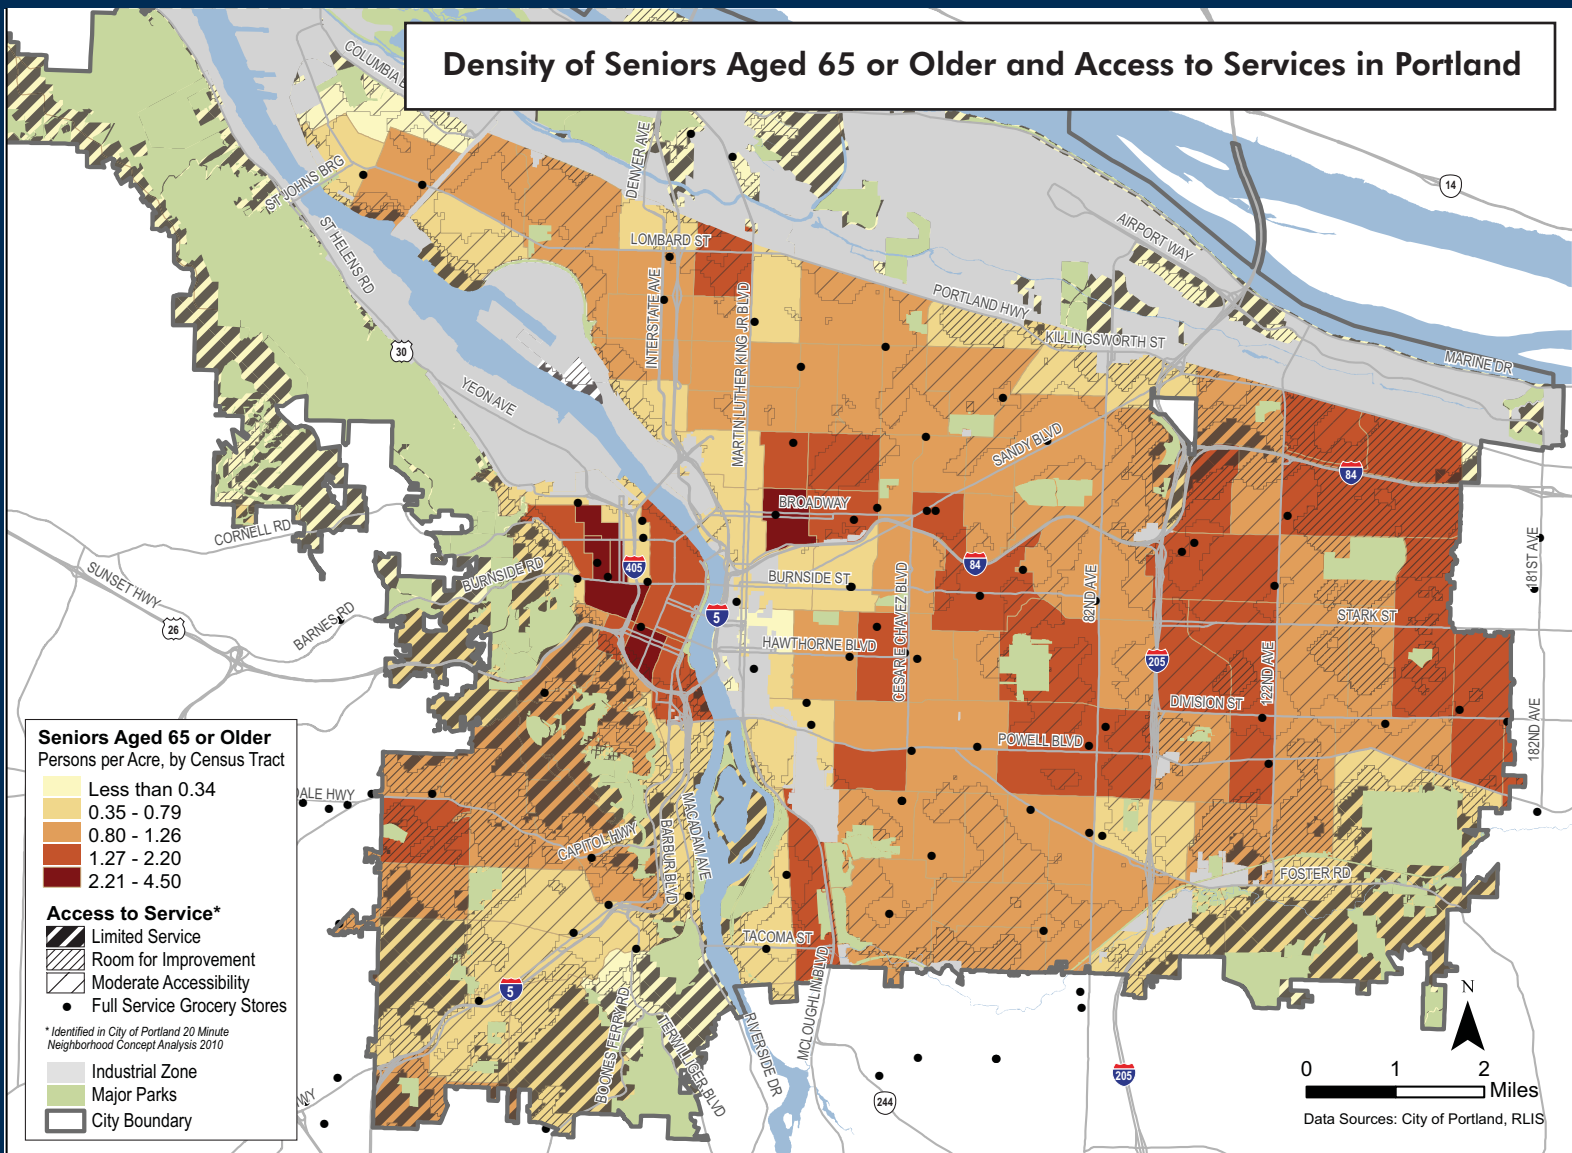 Density of Seniors Aged 65 or Older and Access to Services in Portland
COLUMBIA
DENVER AVE
ST JOHNS BRG
ST HELENS RD
LOMBARD ST
INTERSTATE AVE
MARTIN LUTHER KING JR BLVD
PORTLAND HWY
AIRPORT WAY
14
KILLINGSWORTH ST
MARINE DR
30
YEON AVE
SANDY BLVD
84
BROADWAY
CORNELL RD
BURNSIDE RD
405
SUNSET HWY
26
BARNES RD
BURNSIDE ST
84
5
HAWTHORNE BLVD
CESAR E CHAVEZ BLVD
82ND AVE
205
122ND AVE
STARK ST
181ST AVE
DIVISION ST
POWELL BLVD
182ND AVE
Seniors Aged 65 or Older
Persons per Acre, by Census Tract
Less than 0.34
0.35 - 0.79
0.80 - 1.26
1.27 - 2.20
2.21 - 4.50
Access to Service*
Limited Service
Room for Improvement
Moderate Accessibility
Full Service Grocery Stores
* Identified in City of Portland 20 Minute
Neighborhood Concept Analysis 2010
Industrial Zone
Major Parks
City Boundary
DALE HWY
CAPITOL HWY
BARBUR BLVD
MACADAM AVE
FOSTER RD
TACOMA ST
5
BOONES FERRY RD
TERWILLIGER BLVD
RIVERSIDE DR
MCLOUGHLIN BLVD
WY
244
205
N
0 1 2
Miles
Data Sources: City of Portland, RLIS